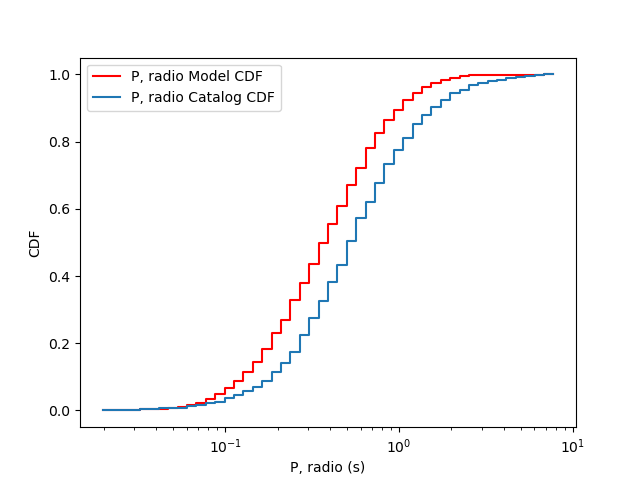 P, radio Model CDF
P, radio Catalog CDF
1.0
0.8
0.6
0.4
0.2
0.0
CDF
10⁻¹
10⁰
10¹
P, radio (s)